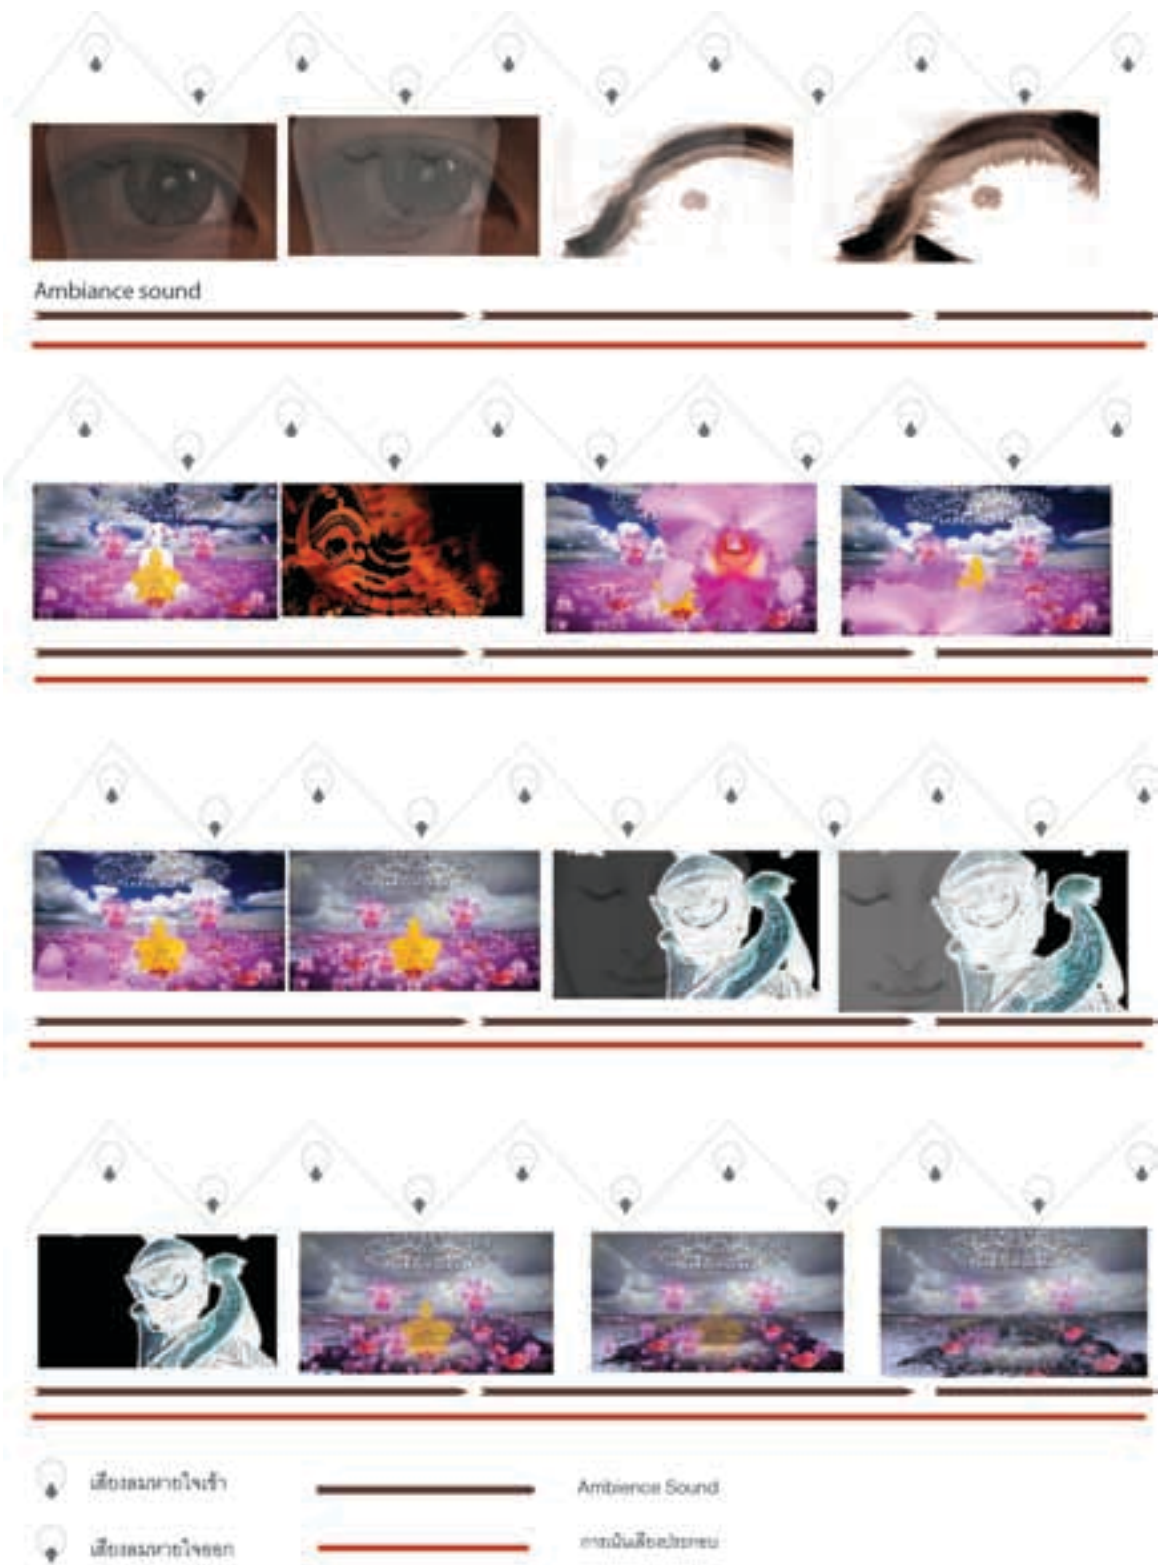 Ambiance sound
เสียงลมหายใจเข้า
Ambience Sound
เสียงลมหายใจออก